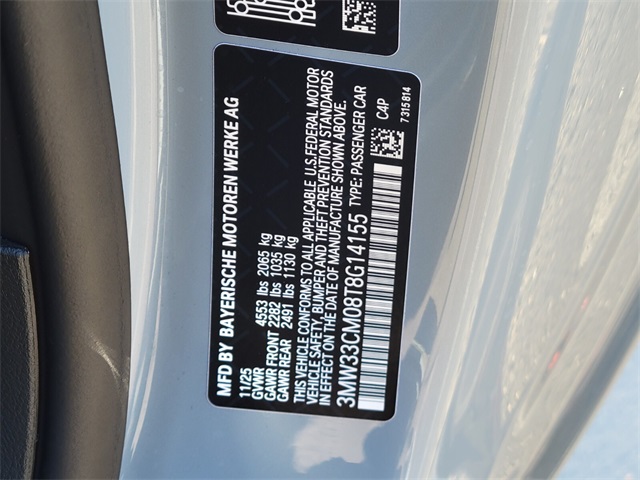 MFD BY BAYERISCHE MOTOREN WERKE AG
11/25
GVWR 4553 lbs 2065 kg
GAWR FRONT 2282 lbs 1035 kg
GAWR REAR 2491 lbs 1130 kg
THIS VEHICLE CONFORMS TO ALL APPLICABLE U.S.FEDERAL MOTOR
VEHICLE SAFETY, BUMPER AND THEFT PREVENTION STANDARDS
IN EFFECT ON THE DATE OF MANUFACTURE SHOWN ABOVE.
3MW33CM08T8G14155 TYPE: PASSENGER CAR
C4P
7315814